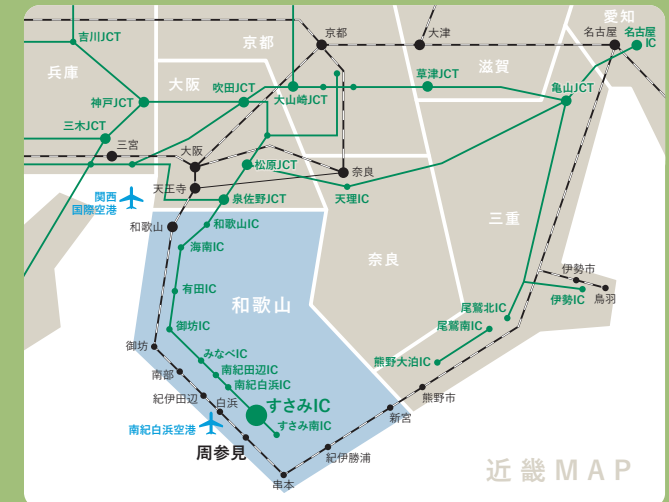 愛知
吉川JCT
京都
京都
大津
名古屋
名古屋
IC
兵庫
大阪
滋賀
神戸JCT
吹田JCT
大山崎JCT
草津JCT
亀山JCT
三木JCT
三宮
大阪
松原JCT
奈良
天王寺
天理IC
関西
国際空港
泉佐野JCT
和歌山
和歌山IC
三重
海南IC
奈良
伊勢市
有田IC
和歌山
伊勢IC
鳥羽
尾鷲北IC
御坊IC
尾鷲南IC
御坊
みなべIC
熊野大泊IC
南部
南紀田辺IC
南紀白浜IC
紀伊田辺
白浜
すさみIC
熊野市
新宮
南紀白浜空港
すさみ南IC
周参見
紀伊勝浦
串本
近畿MAP